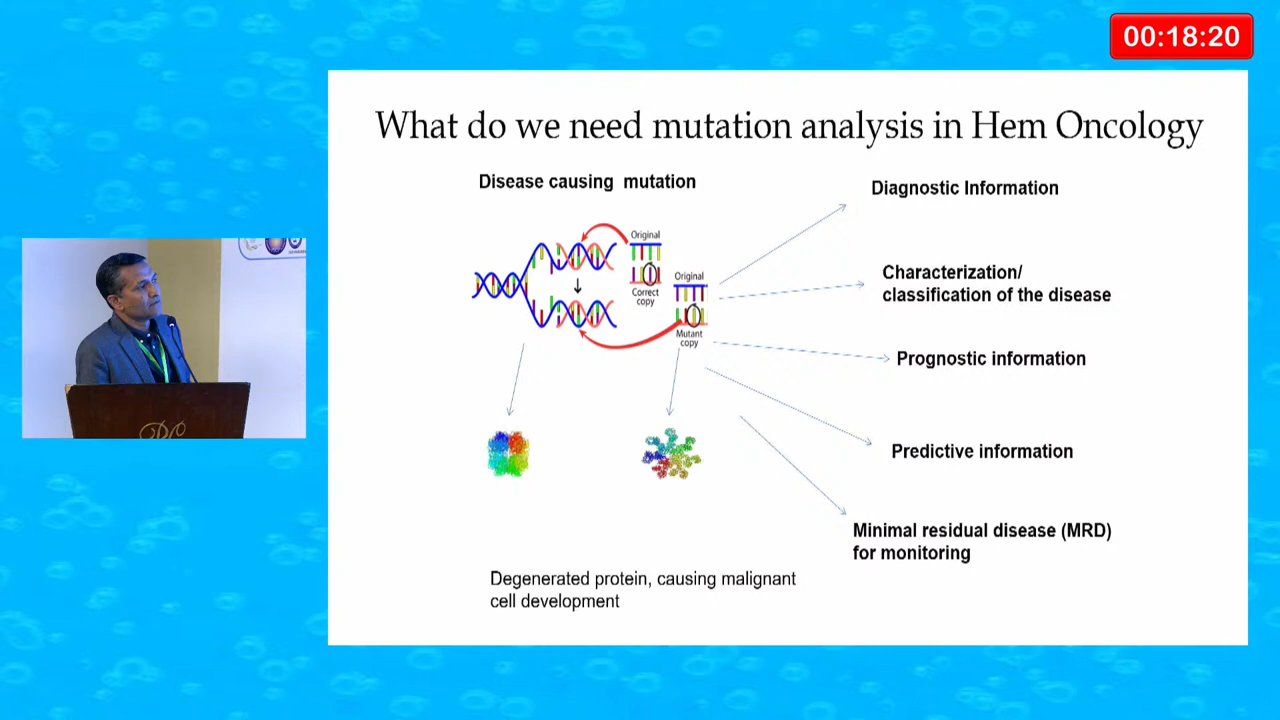 00:18:20
What do we need mutation analysis in Hem Oncology
Disease causing mutation
Original
Correct
copy
Original
Mutant
copy
Diagnostic Information
Characterization/
classification of the disease
Prognostic information
Predictive information
Minimal residual disease (MRD)
for monitoring
Degenerated protein, causing malignant
cell development